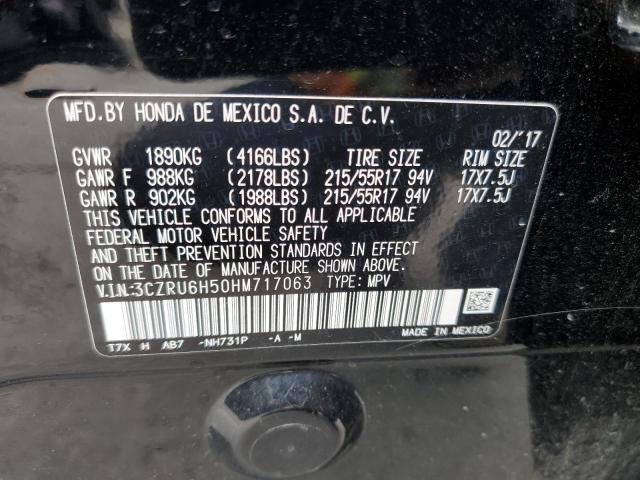 MFD.BY HONDA DE MEXICO S.A. DE C.V.
02/'17
GVWR 1890KG (4166LBS) TIRE SIZE RIM SIZE
GAWR F 988KG (2178LBS) 215/55R17 94V 17X7.5J
GAWR R 902KG (1988LBS) 215/55R17 94V 17X7.5J
THIS VEHICLE CONFORMS TO ALL APPLICABLE
FEDERAL MOTOR VEHICLE SAFETY
AND THEFT PREVENTION STANDARDS IN EFFECT
ON THE DATE OF MANUFACTURE SHOWN ABOVE.
V.I.N:3CZRU6H50HM717063 TYPE: MPV
T7X H AB7 -NH731P -A -M MADE IN MEXICO